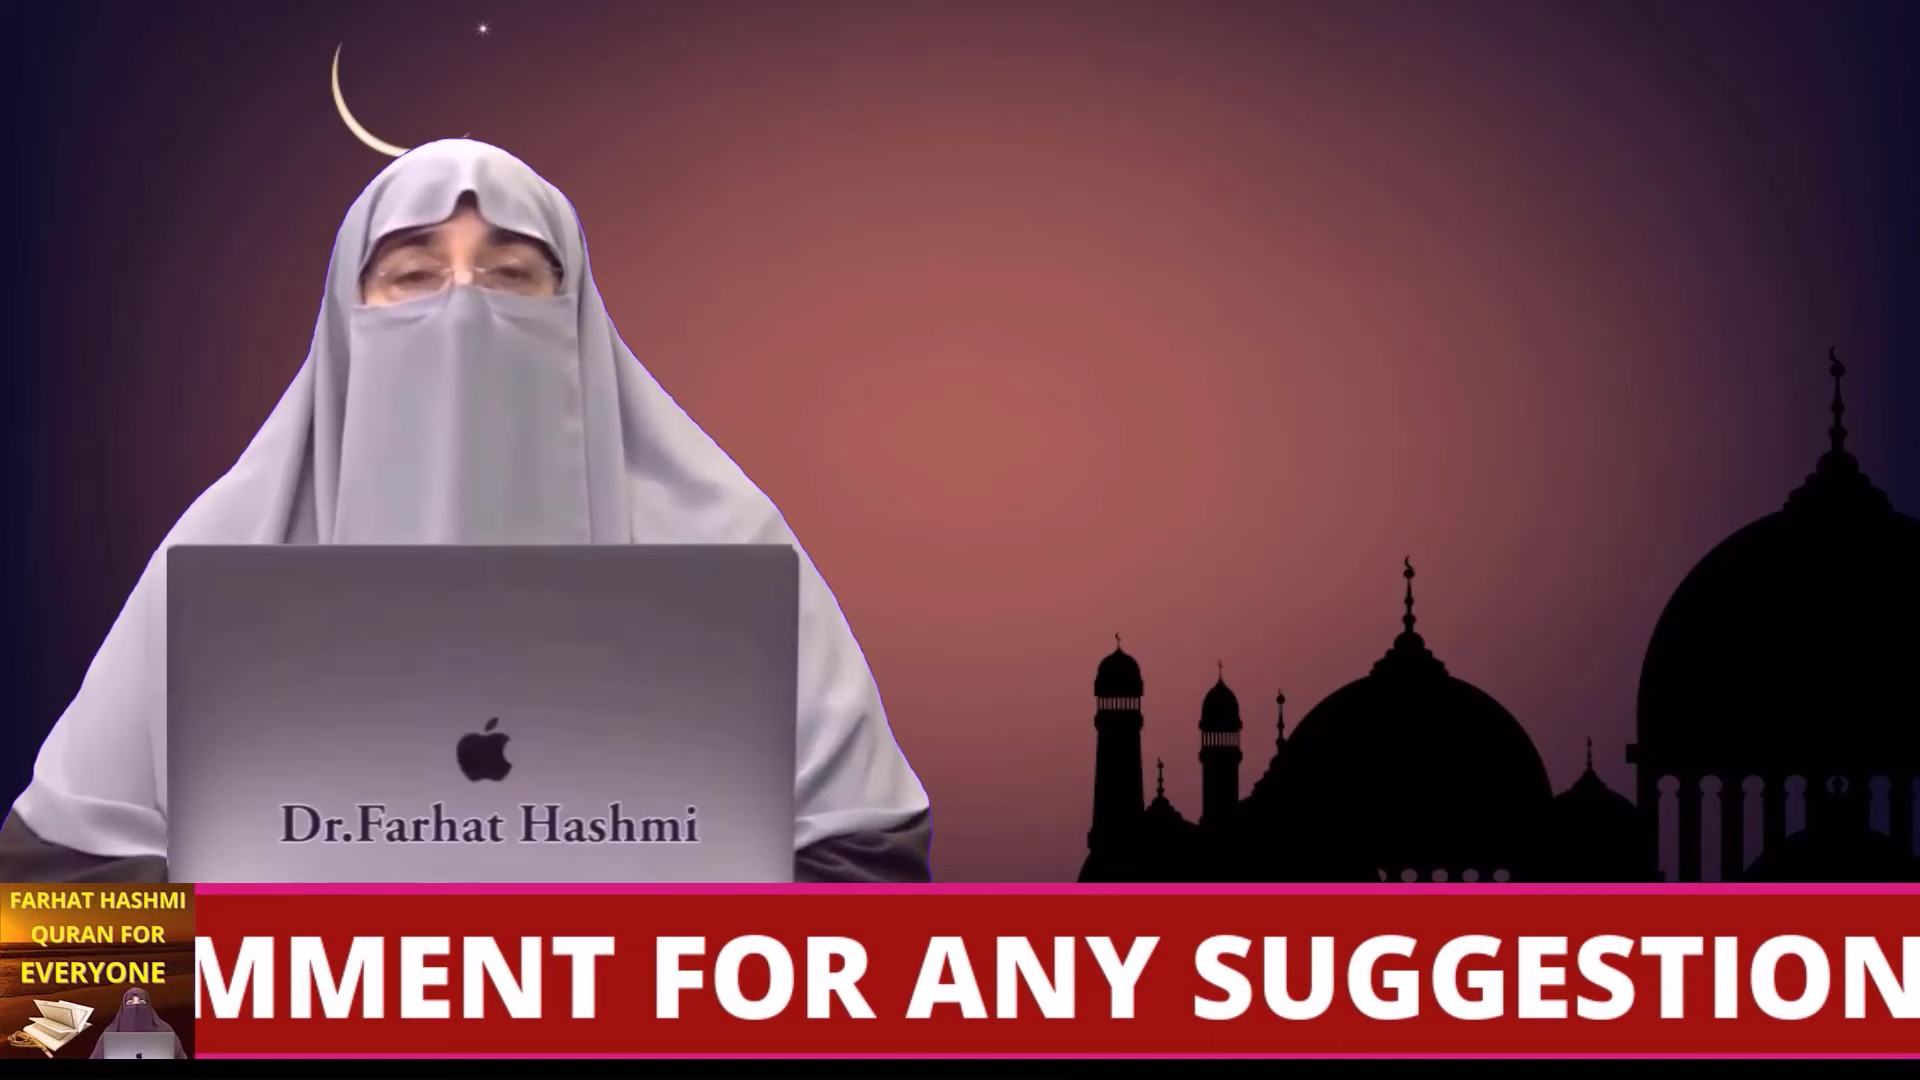 Dr.Farhat Hashmi
FARHAT HASHMI
QURAN FOR
EVERYONE
MMENT FOR ANY SUGGESTION